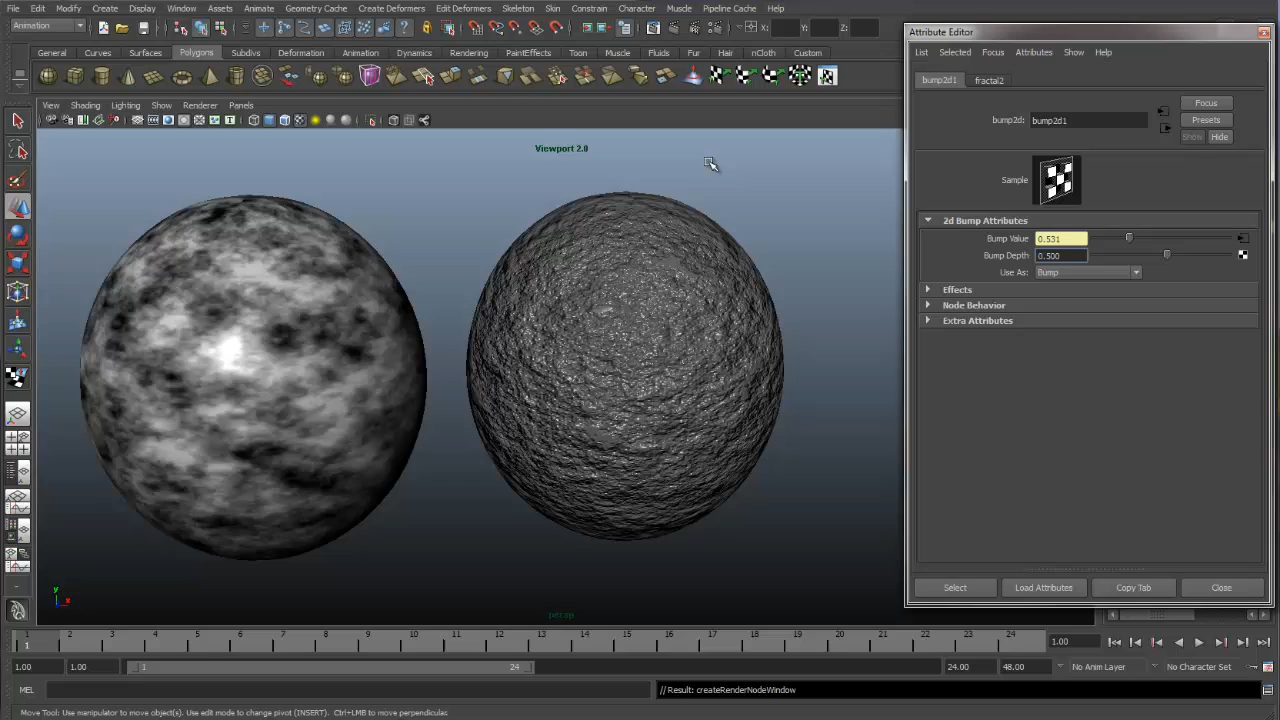 File Edit Modify Create Display Window Assets Animate Geometry Cache Create Deformers Edit Deformers Skeleton Skin Constrain Character Muscle Pipeline Cache Help
Animation X: Y: Z:
General Curves Surfaces Polygons Subdivs Deformation Animation Dynamics Rendering PaintEffects Toon Muscle Fluids Fur Hair nCloth Custom
View Shading Lighting Show Renderer Panels
Viewport 2.0
y
x
persp
Attribute Editor
List Selected Focus Attributes Show Help
bump2d1 fractal2
bump2d: bump2d1
Focus
Presets
Show Hide
Sample
2d Bump Attributes
Bump Value 0.531
Bump Depth 0.500
Use As: Bump
Effects
Node Behavior
Extra Attributes
Select Load Attributes Copy Tab Close
1 2 3 4 5 6 7 8 9 10 11 12 13 14 15 16 17 18 19 20 21 22 23 24
1 1.00
1.00 1.00 1 24 24.00 48.00 No Anim Layer No Character Set
MEL // Result: createRenderNodeWindow
Move Tool: Use manipulator to move object(s). Use edit mode to change pivot (INSERT). Ctrl+LMB to move perpendicular.